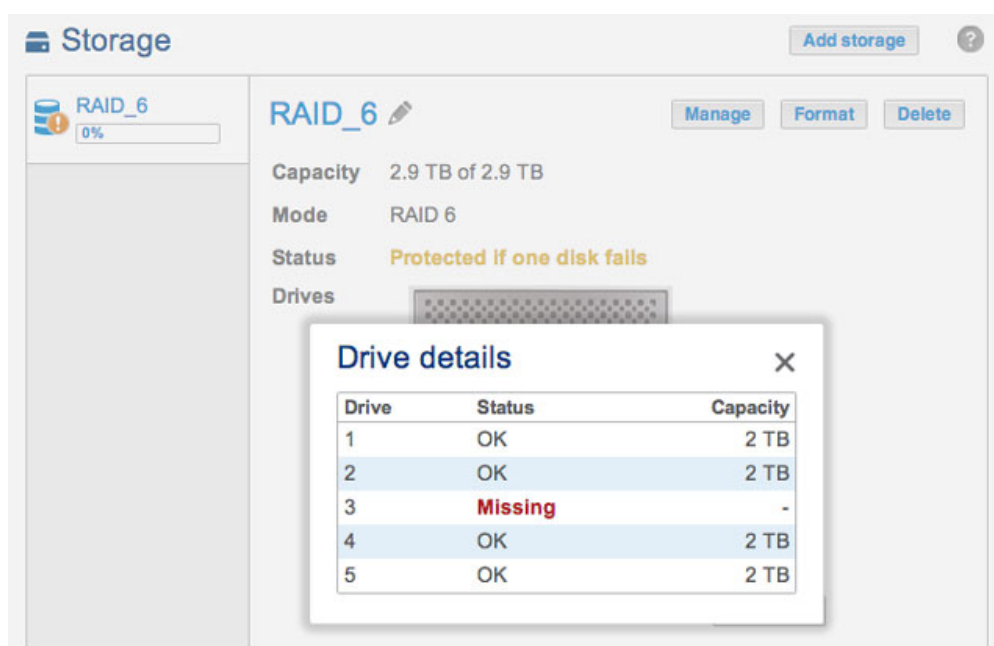 Storage
Add storage
?
RAID_6
0%
RAID_6
Manage Format Delete
Capacity 2.9 TB of 2.9 TB
Mode RAID 6
Status Protected if one disk fails
Drives
Drive details
Drive Status Capacity
1 OK 2 TB
2 OK 2 TB
3 Missing -
4 OK 2 TB
5 OK 2 TB